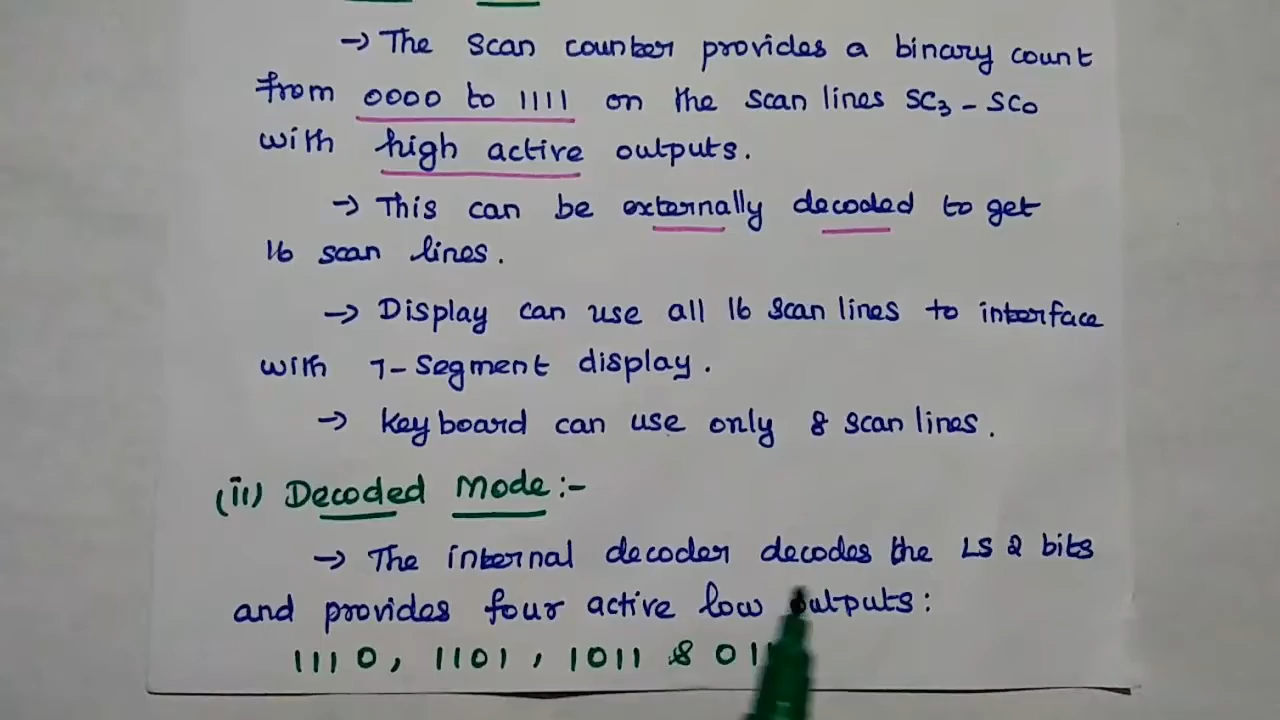 → The scan counter provides a binary count
from 0000 to 1111 on the scan lines SC3 - SC0
with high active outputs.
→ This can be externally decoded to get
16 scan lines.
→ Display can use all 16 scan lines to interface
with 7-segment display.
→ Keyboard can use only 8 scan lines.
(ii) Decoded Mode:-
→ The internal decoder decodes the LS 2 bits
and provides four active low outputs:
1110, 1101, 1011 &